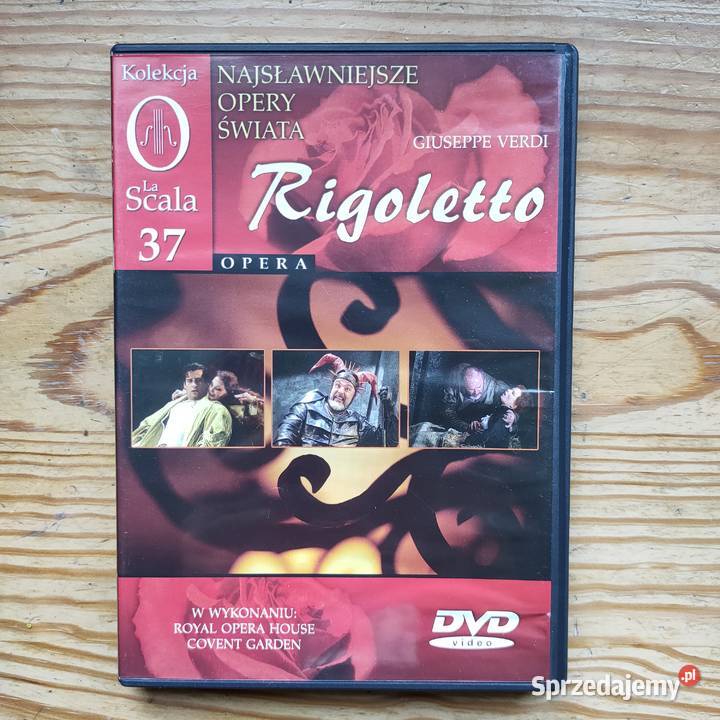 Kolekcja
La
Scala
37
NAJSŁAWNIEJSZE
OPERY
ŚWIATA
GIUSEPPE VERDI
Rigoletto
OPERA
W WYKONANIU:
ROYAL OPERA HOUSE
COVENT GARDEN
DVD
video
Sprzedajemy.pl